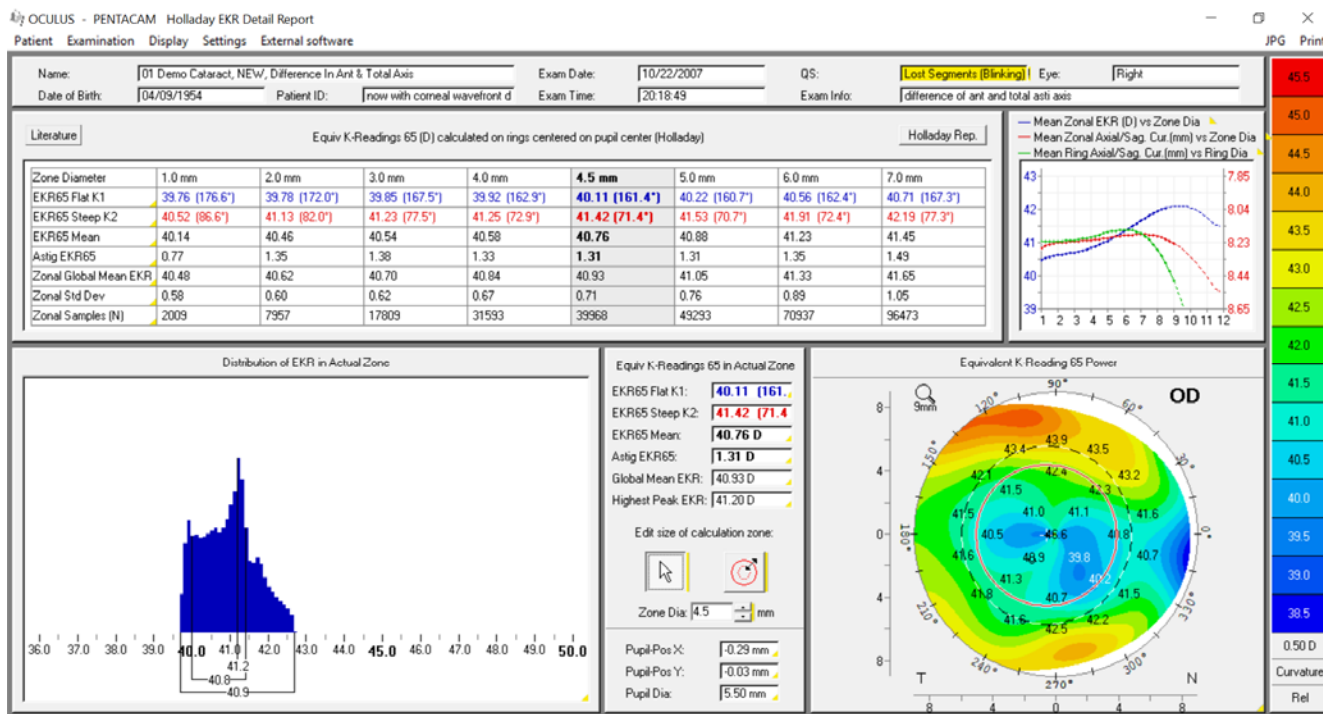 OCULUS - PENTACAM Holladay EKR Detail Report
Patient Examination Display Settings External software JPG Print
Name: 01 Demo Cataract, NEW, Difference In Ant & Total Axis Exam Date: 10/22/2007 QS: Lost Segments (Blinking) Eye: Right
Date of Birth: 04/09/1954 Patient ID: now with corneal wavefront d Exam Time: 20:18:49 Exam Info: difference of ant and total asti axis
Literature Equiv K-Readings 65 (D) calculated on rings centered on pupil center (Holladay) Holladay Rep.
Zone Diameter 1.0 mm 2.0 mm 3.0 mm 4.0 mm 4.5 mm 5.0 mm 6.0 mm 7.0 mm
EKR65 Flat K1 39.76 (176.6°) 39.78 (172.0°) 39.85 (167.5°) 39.92 (162.9°) 40.11 (161.4°) 40.22 (160.7°) 40.56 (162.4°) 40.71 (167.3°)
EKR65 Steep K2 40.52 (86.6°) 41.13 (82.0°) 41.23 (77.5°) 41.25 (72.9°) 41.42 (71.4°) 41.53 (70.7°) 41.91 (72.4°) 42.19 (77.3°)
EKR65 Mean 40.14 40.46 40.54 40.58 40.76 40.88 41.23 41.45
Astig EKR65 0.77 1.35 1.38 1.33 1.31 1.31 1.35 1.49
Zonal Global Mean EKR 40.48 40.62 40.70 40.84 40.93 41.05 41.33 41.65
Zonal Std Dev 0.58 0.60 0.62 0.67 0.71 0.76 0.89 1.05
Zonal Samples (N) 2009 7957 17809 31593 39968 49293 70937 96473
Mean Zonal EKR (D) vs Zone Dia
Mean Zonal Axial/Sag. Cur.(mm) vs Zone Dia
Mean Ring Axial/Sag. Cur.(mm) vs Ring Dia
43 7.85
42 8.04
41 8.23
40 8.44
39 8.65
1 2 3 4 5 6 7 8 9 10 11 12
Distribution of EKR in Actual Zone
36.0 37.0 38.0 39.0 40.0 41.0 42.0 43.0 44.0 45.0 46.0 47.0 48.0 49.0 50.0
41.2
40.8
40.9
Equiv K-Readings 65 in Actual Zone
EKR65 Flat K1: 40.11 (161.
EKR65 Steep K2: 41.42 (71.4
EKR65 Mean: 40.76 D
Astig EKR65: 1.31 D
Global Mean EKR: 40.93 D
Highest Peak EKR: 41.20 D
Edit size of calculation zone:
Zone Dia: 4.5 mm
Pupil-Pos X: -0.29 mm
Pupil-Pos Y: -0.03 mm
Pupil Dia: 5.50 mm
Equivalent K-Reading 65 Power
9mm OD
90°
120° 60°
150° 30°
180° 0°
210° 330°
240° 300°
270°
8
4
0
4
8
43.9
43.4 43.5
42.1 42.4 43.2
41.5 42.3
41.5 41.0 41.1 41.6
40.5 40.8
41.6 39.8 40.7
41.3 40.2
41.8 40.7 41.5
41.6 42.5 42.2
T N
8 4 0 4 8
45.5
45.0
44.5
44.0
43.5
43.0
42.5
42.0
41.5
41.0
40.5
40.0
39.5
39.0
38.5
0.50 D
Curvature
Rel